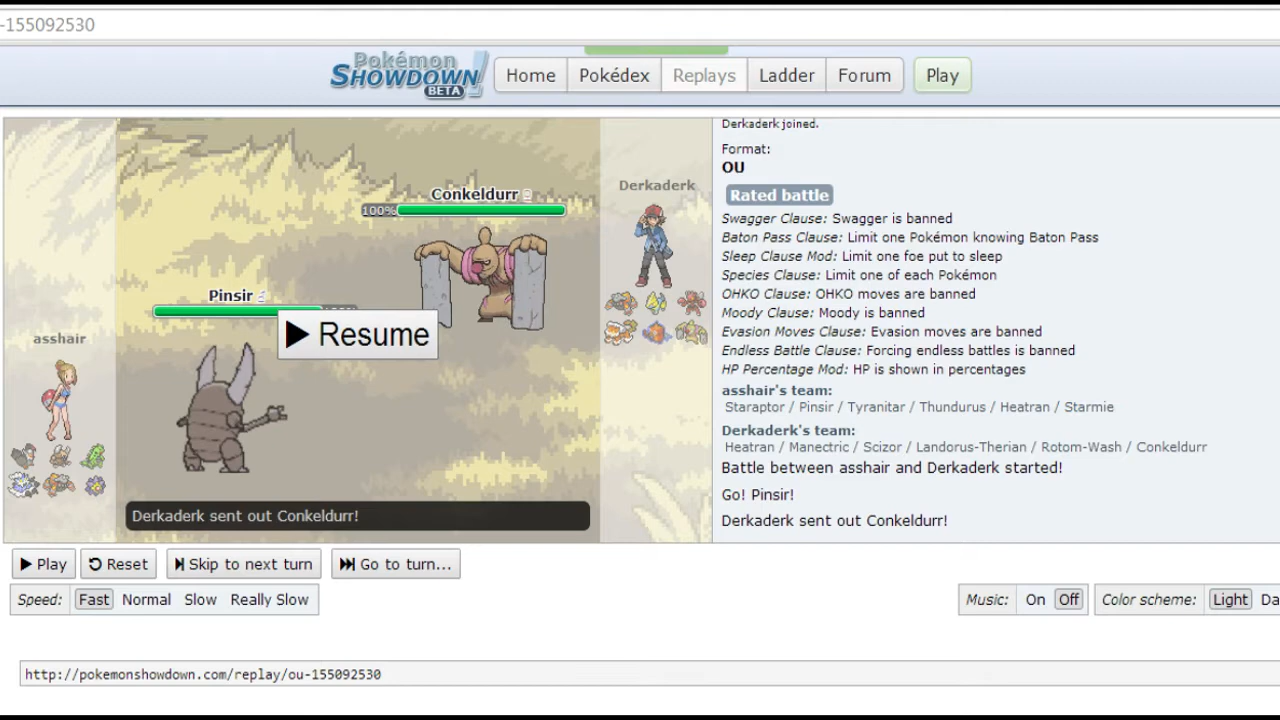 -155092530
Pokémon
SHOWDOWN!
BETA
Home Pokédex Replays Ladder Forum Play
Conkeldurr
100%
Pinsir
Resume
asshair
Derkaderk
Derkaderk sent out Conkeldurr!
Derkaderk joined.
Format:
OU
Rated battle
Swagger Clause: Swagger is banned
Baton Pass Clause: Limit one Pokémon knowing Baton Pass
Sleep Clause Mod: Limit one foe put to sleep
Species Clause: Limit one of each Pokémon
OHKO Clause: OHKO moves are banned
Moody Clause: Moody is banned
Evasion Moves Clause: Evasion moves are banned
Endless Battle Clause: Forcing endless battles is banned
HP Percentage Mod: HP is shown in percentages
asshair's team:
Staraptor / Pinsir / Tyranitar / Thundurus / Heatran / Starmie
Derkaderk's team:
Heatran / Manectric / Scizor / Landorus-Therian / Rotom-Wash / Conkeldurr
Battle between asshair and Derkaderk started!
Go! Pinsir!
Derkaderk sent out Conkeldurr!
Play Reset Skip to next turn Go to turn...
Speed: Fast Normal Slow Really Slow
Music: On Off Color scheme: Light Da
http://pokemonshowdown.com/replay/ou-155092530